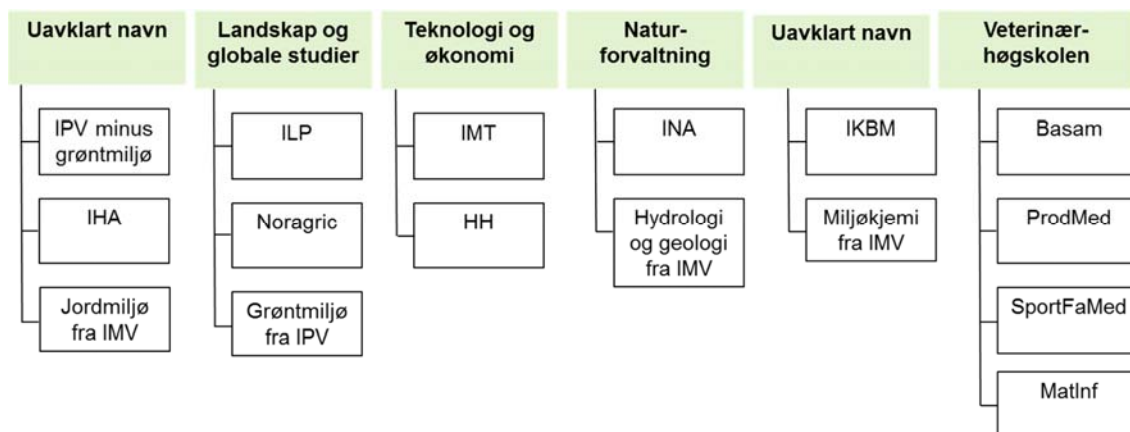 Uavklart navn
IPV minus
grøntmiljø
IHA
Jordmiljø
fra IMV
Landskap og
globale studier
ILP
Noragric
Grøntmiljø
fra IPV
Teknologi og
økonomi
IMT
HH
Natur-
forvaltning
INA
Hydrologi
og geologi
fra IMV
Uavklart navn
IKBM
Miljøkjemi
fra IMV
Veterinær-
høgskolen
Basam
ProdMed
SportFaMed
MatInf